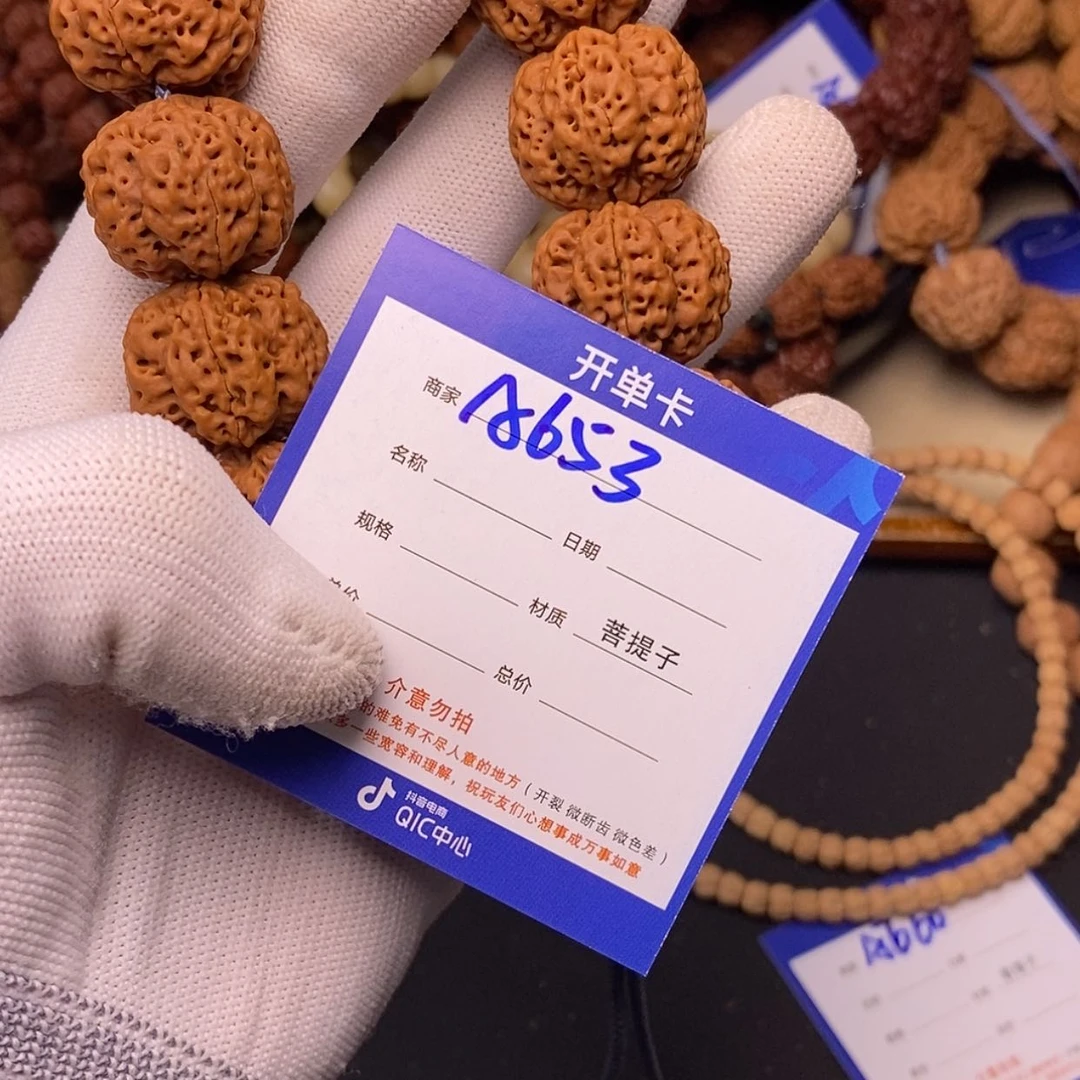 开单卡
商家 A8653
名称
日期
规格
材质 菩提子
单价
总价
介意勿拍
的难免有不尽人意的地方（开裂 微断齿 微色差）
多一些宽容和理解，祝玩友们心想事成万事如意
抖音电商
QIC中心